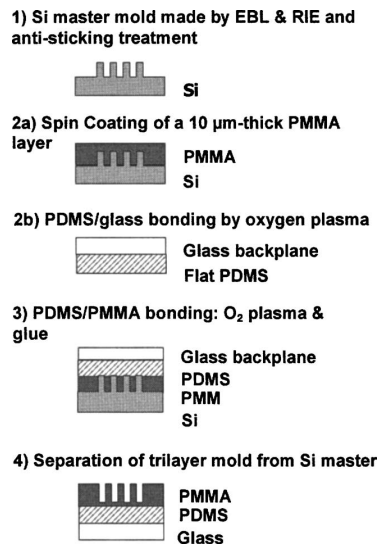 1) Si master mold made by EBL & RIE and
anti-sticking treatment
Si
2a) Spin Coating of a 10 μm-thick PMMA
layer
PMMA
Si
2b) PDMS/glass bonding by oxygen plasma
Glass backplane
Flat PDMS
3) PDMS/PMMA bonding: O₂ plasma &
glue
Glass backplane
PDMS
PMM
Si
4) Separation of trilayer mold from Si master
PMMA
PDMS
Glass